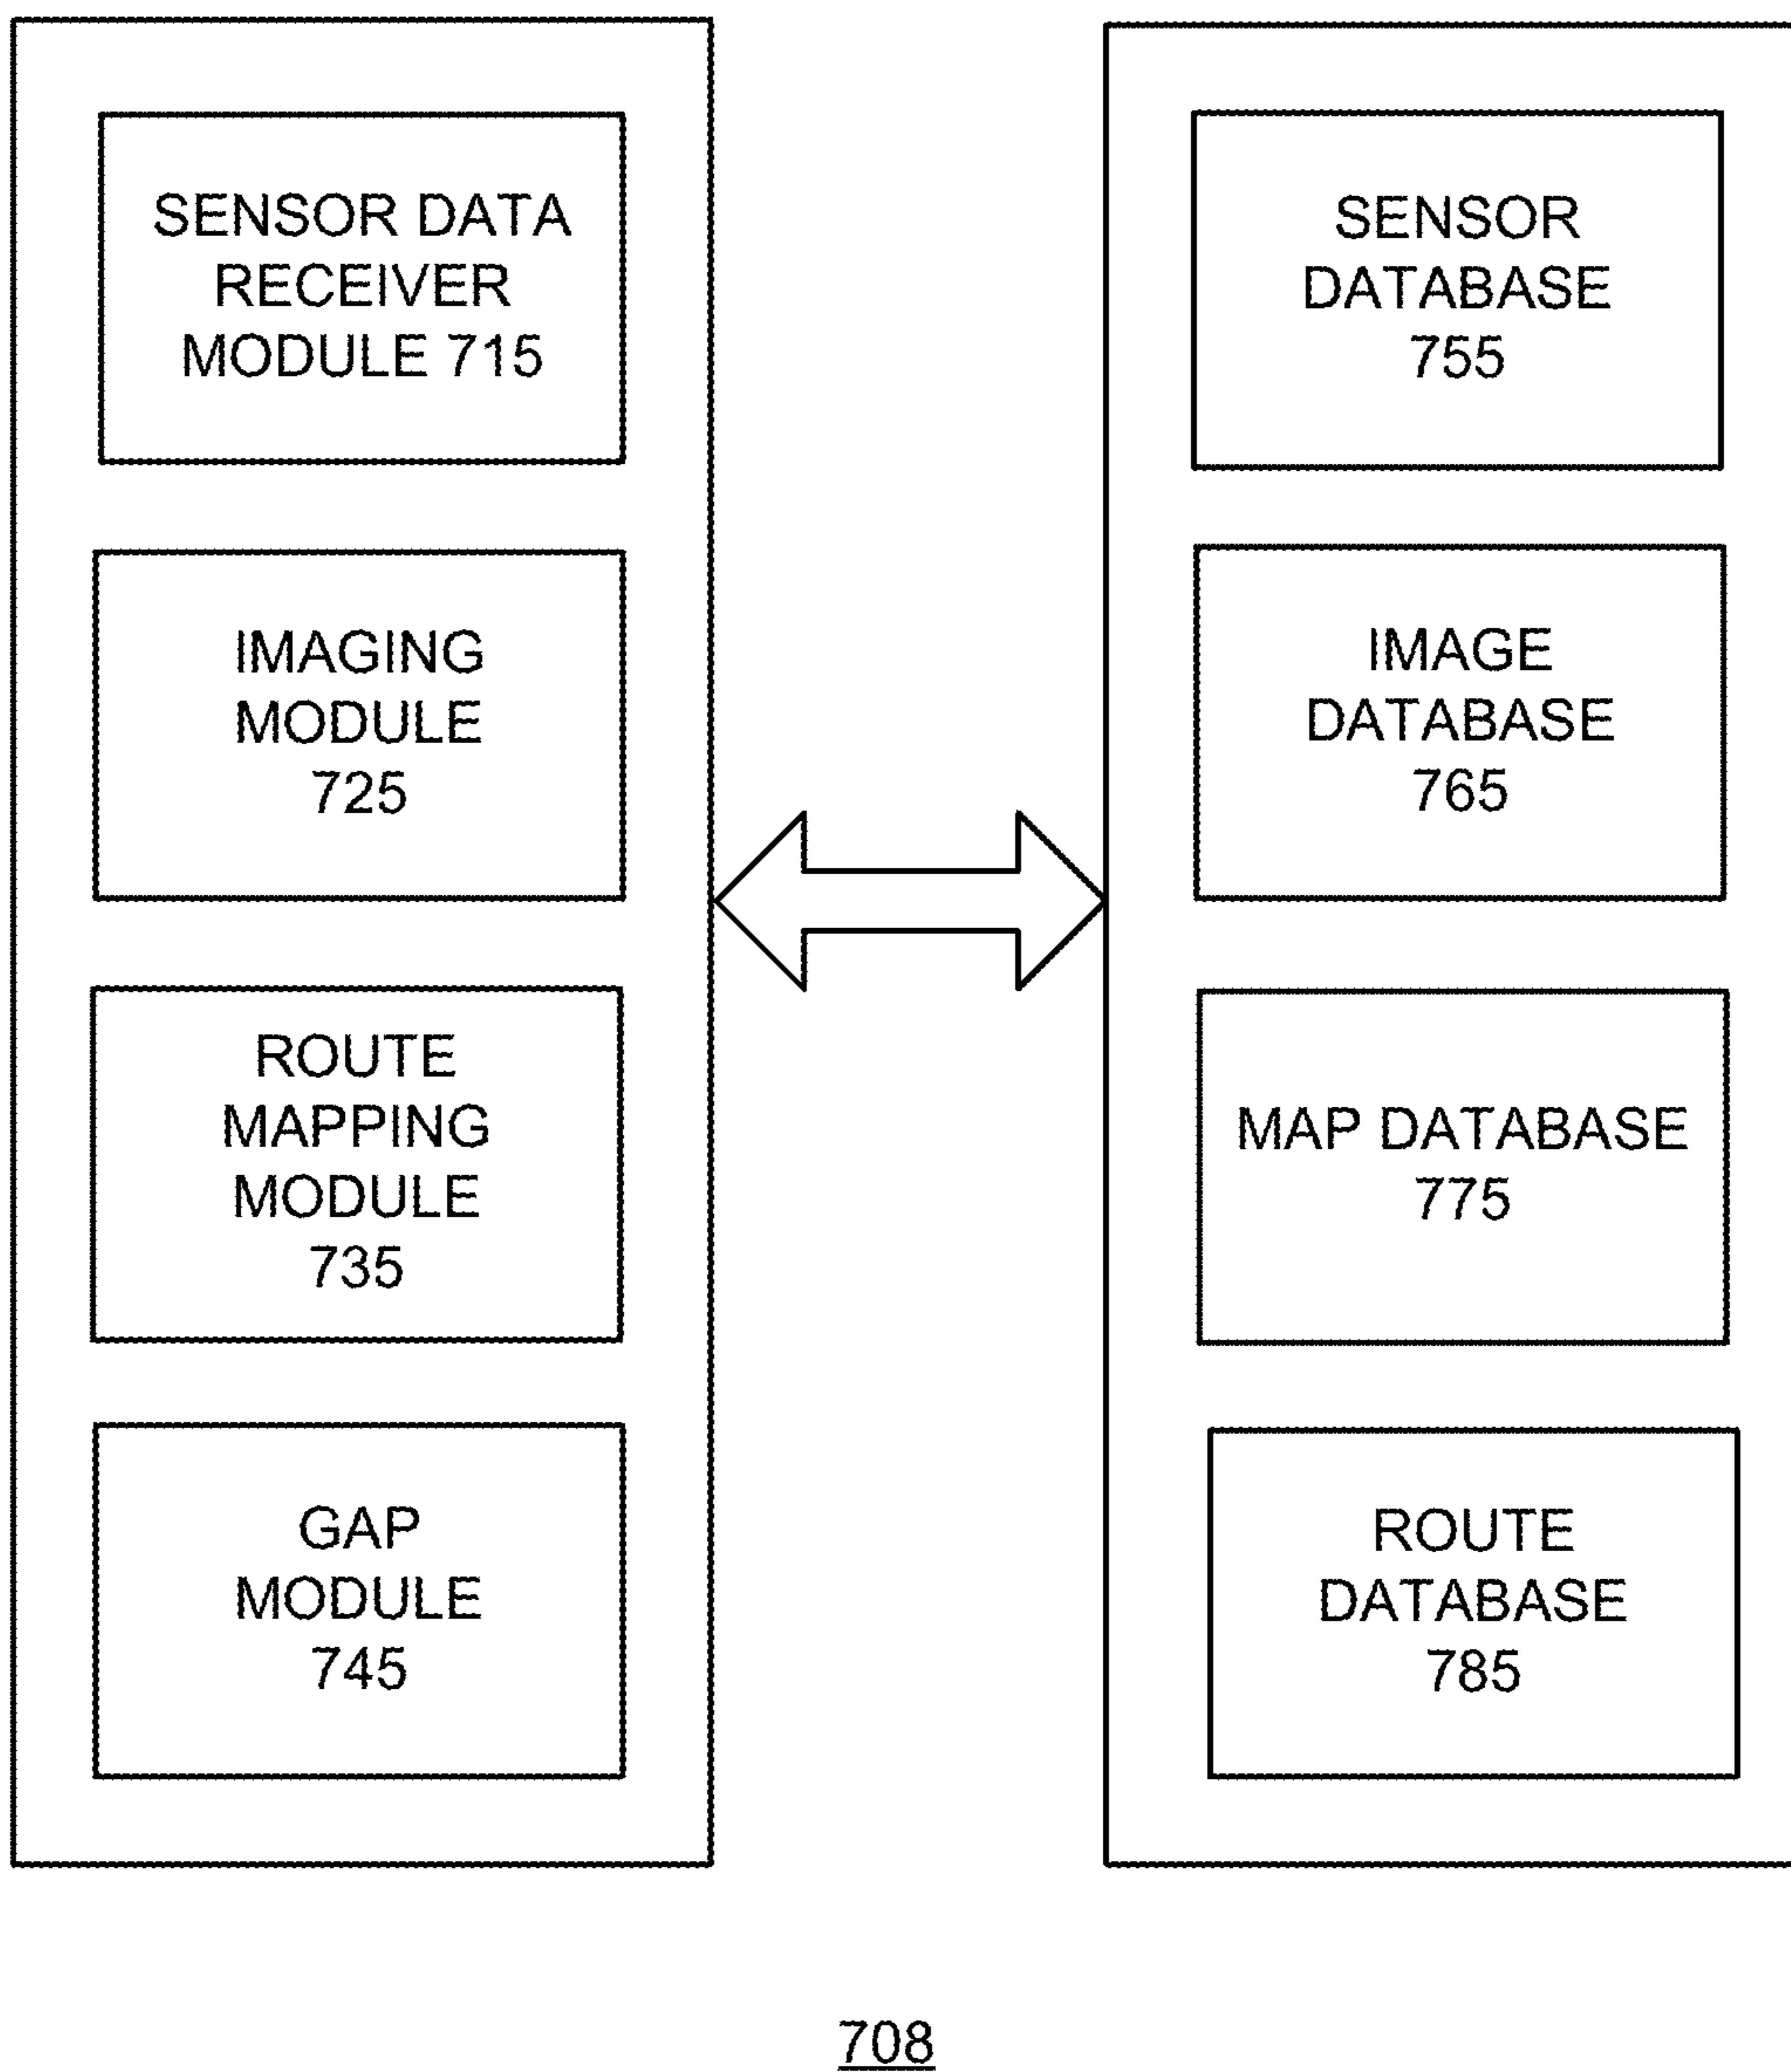 SENSOR DATA
RECEIVER
MODULE 715
IMAGING
MODULE
725
ROUTE
MAPPING
MODULE
735
GAP
MODULE
745
SENSOR
DATABASE
755
IMAGE
DATABASE
765
MAP DATABASE
775
ROUTE
DATABASE
785
708